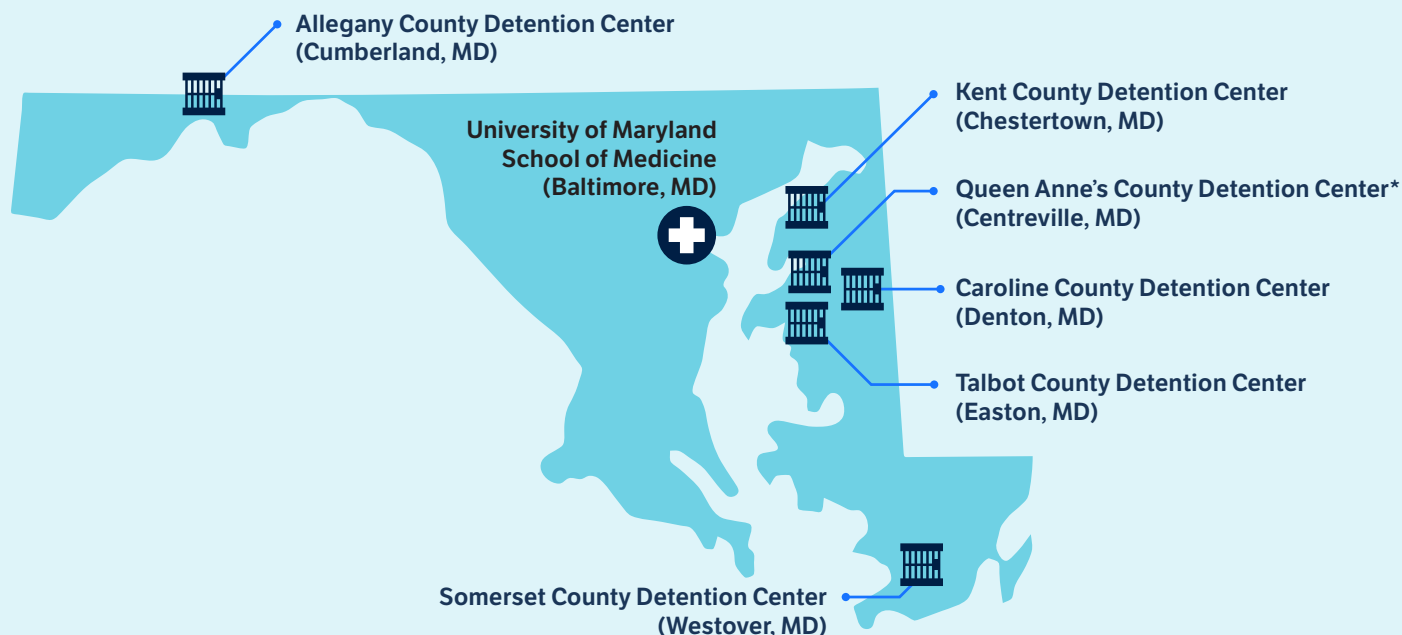 Allegany County Detention Center
(Cumberland, MD)
University of Maryland
School of Medicine
(Baltimore, MD)
Kent County Detention Center
(Chestertown, MD)
Queen Anne’s County Detention Center*
(Centreville, MD)
Caroline County Detention Center
(Denton, MD)
Talbot County Detention Center
(Easton, MD)
Somerset County Detention Center
(Westover, MD)